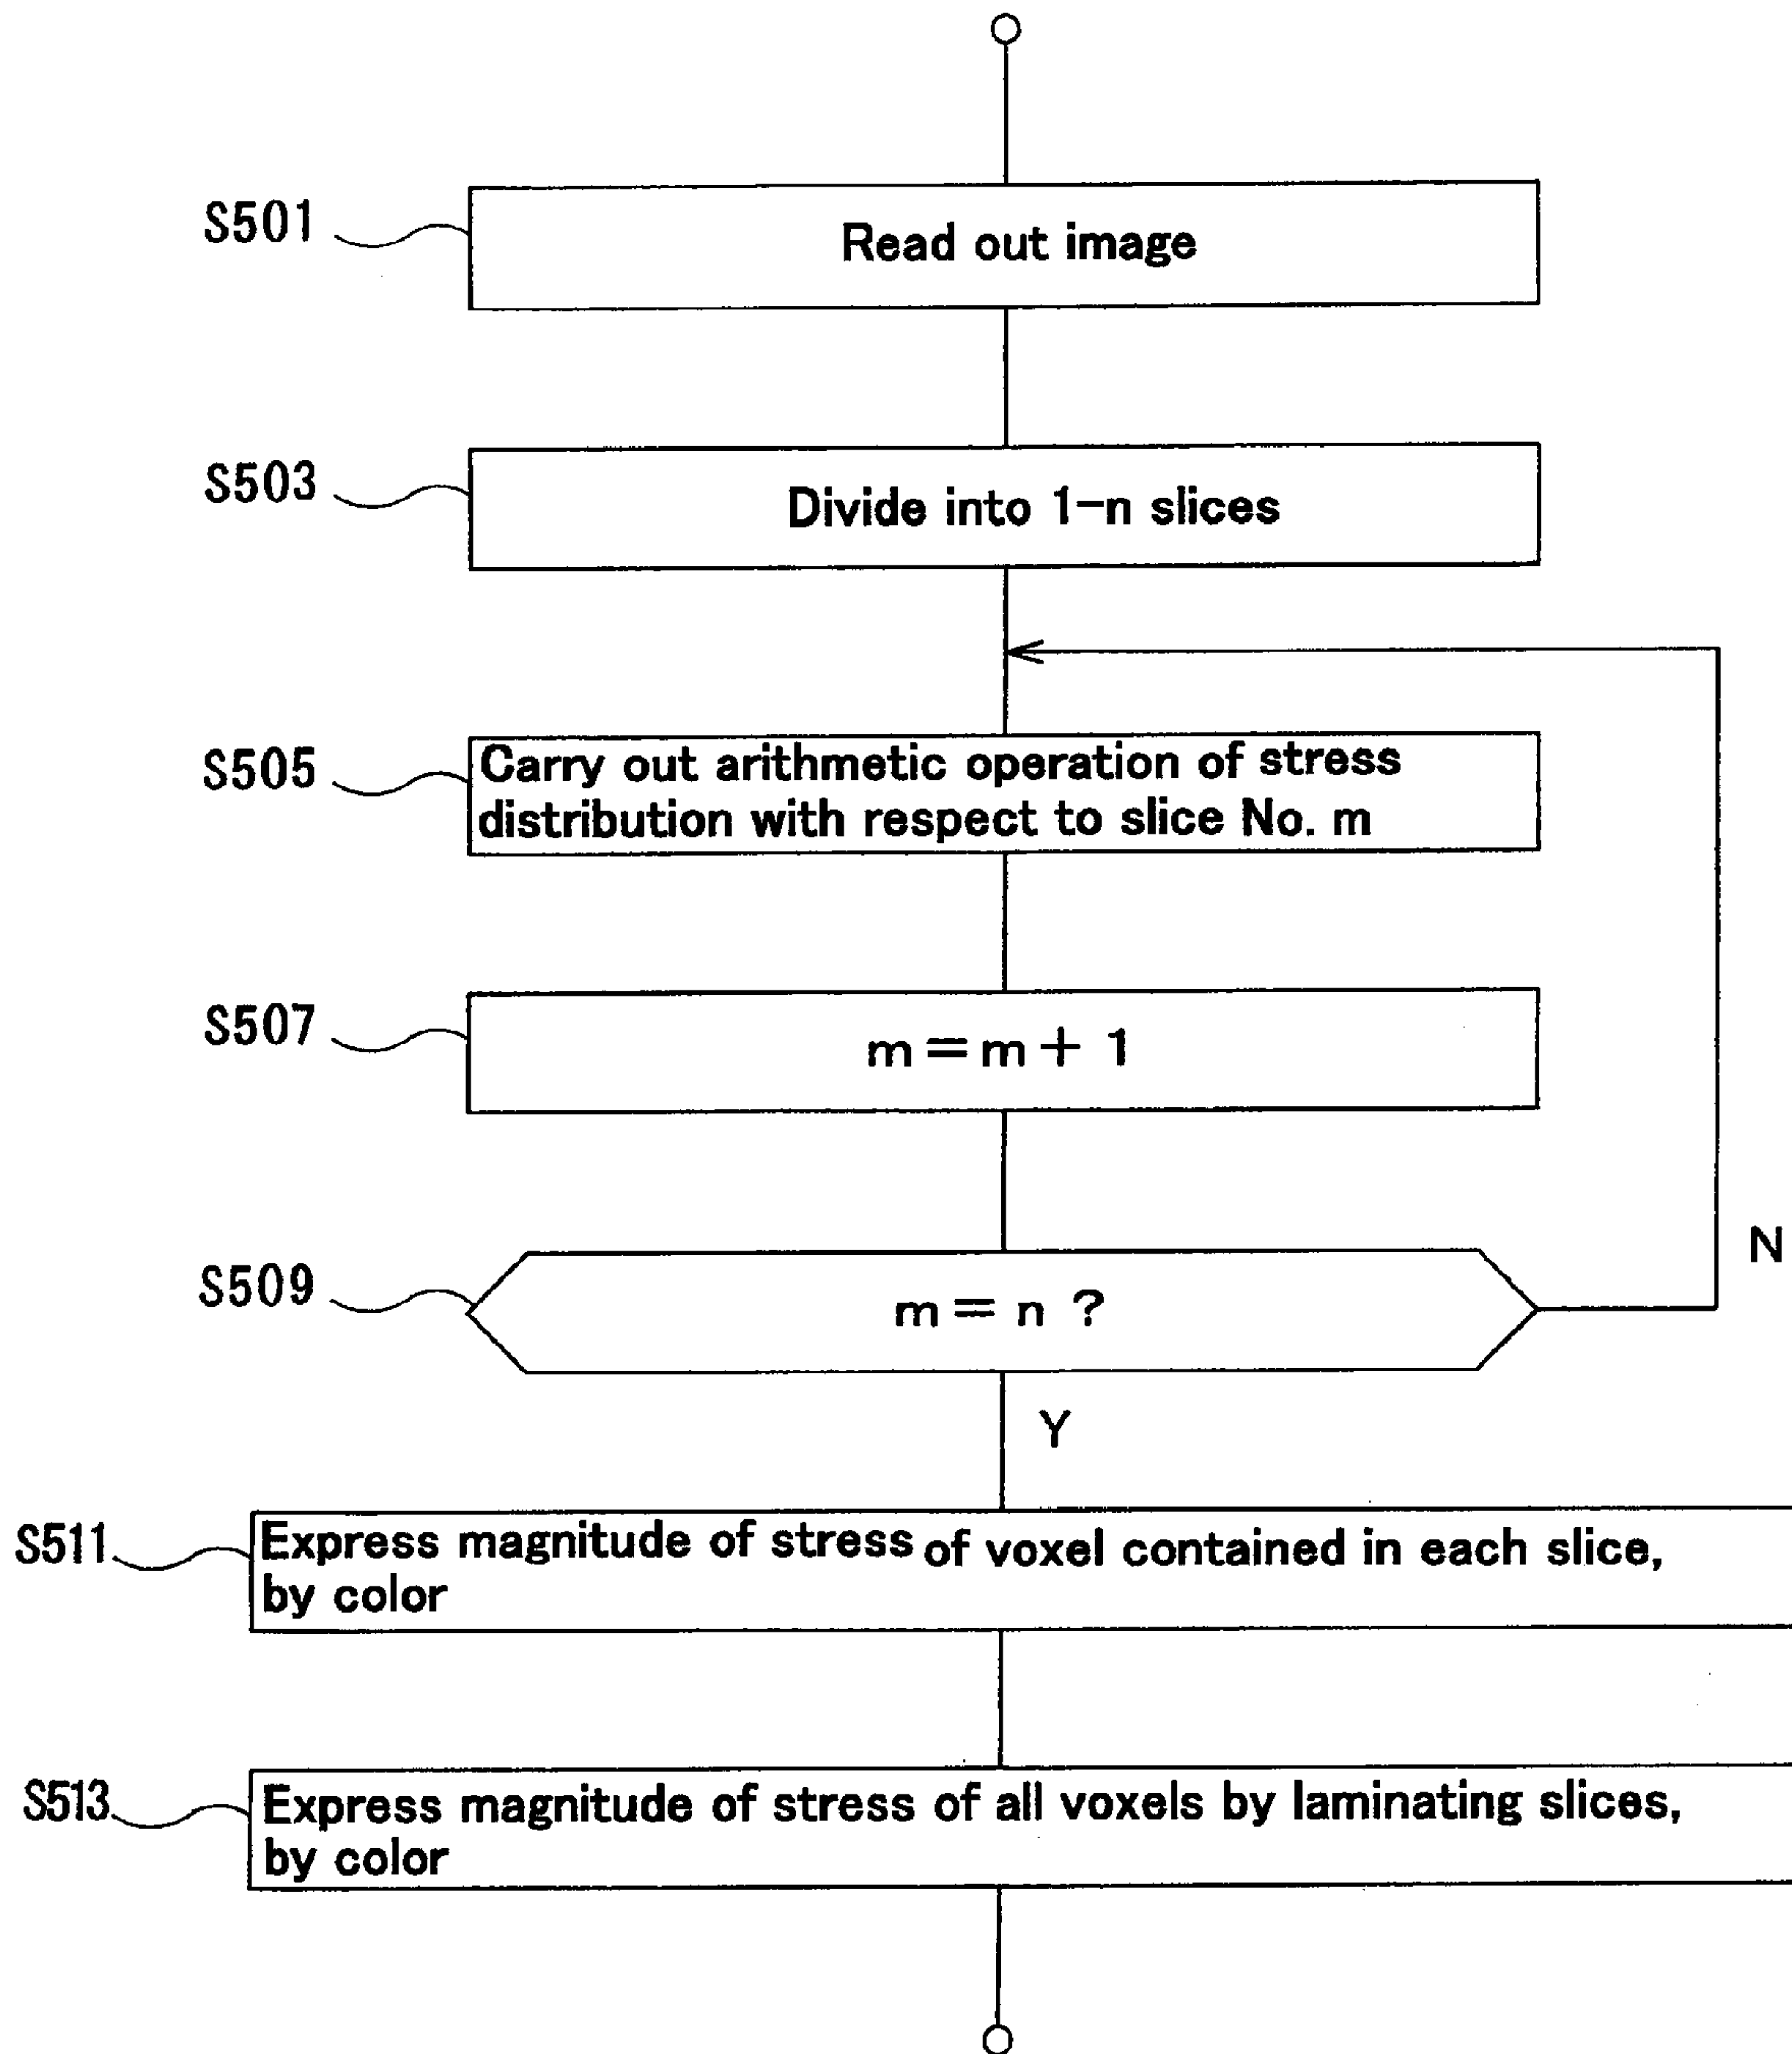 S501
Read out image
S503
Divide into 1-n slices
S505
Carry out arithmetic operation of stress
distribution with respect to slice No. m
S507
m=m+ 1
S509
m= n ?
N
Y
S511
Express magnitude of stress of voxel contained in each slice,
by color
S513
Express magnitude of stress of all voxels by laminating slices,
by color